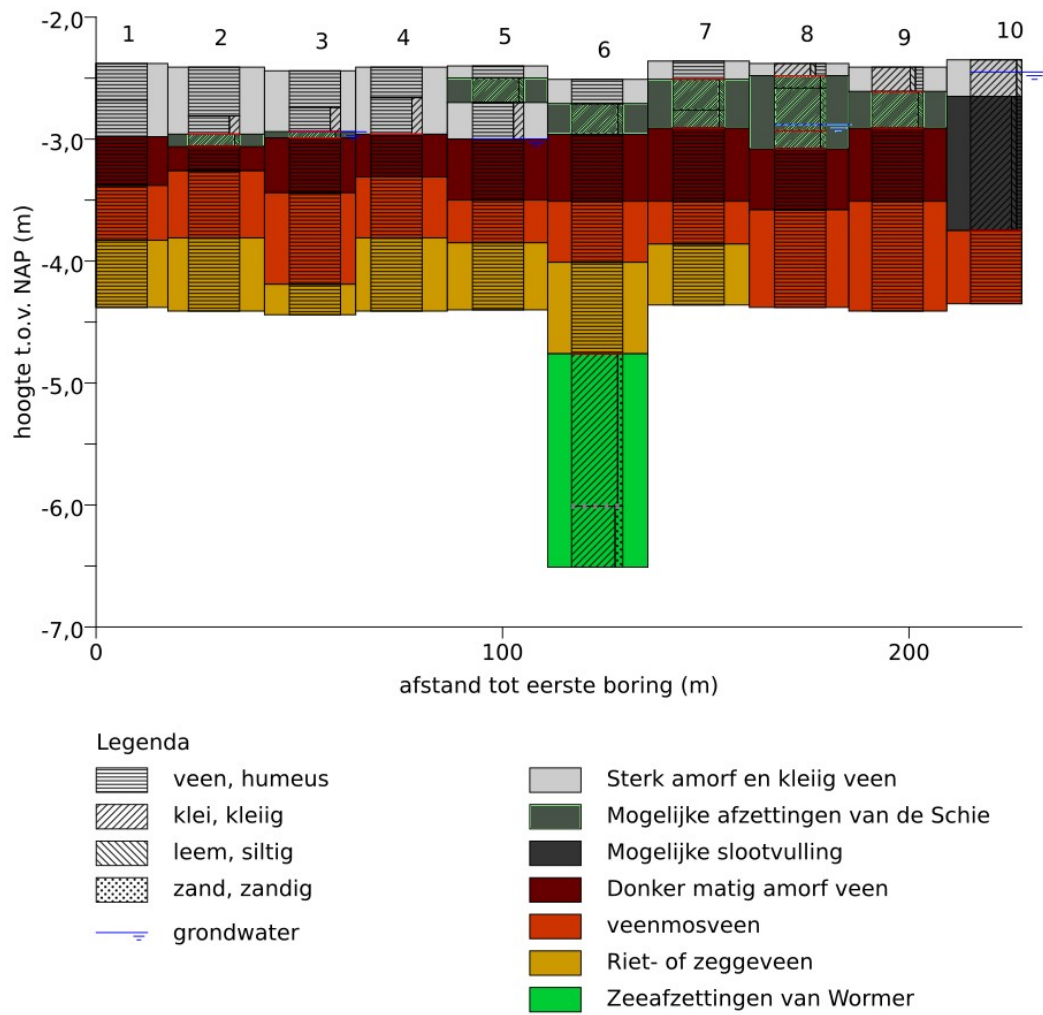 -2,0
1 2 3 4 5 6 7 8 9 10
-3,0
-4,0
-5,0
-6,0
-7,0
hoogte t.o.v. NAP (m)
0 100 200
afstand tot eerste boring (m)
Legenda
veen, humeus
klei, kleiig
leem, siltig
zand, zandig
grondwater
Sterk amorf en kleiig veen
Mogelijke afzettingen van de Schie
Mogelijke slootvulling
Donker matig amorf veen
veenmosveen
Riet- of zeggeveen
Zeeafzettingen van Wormer